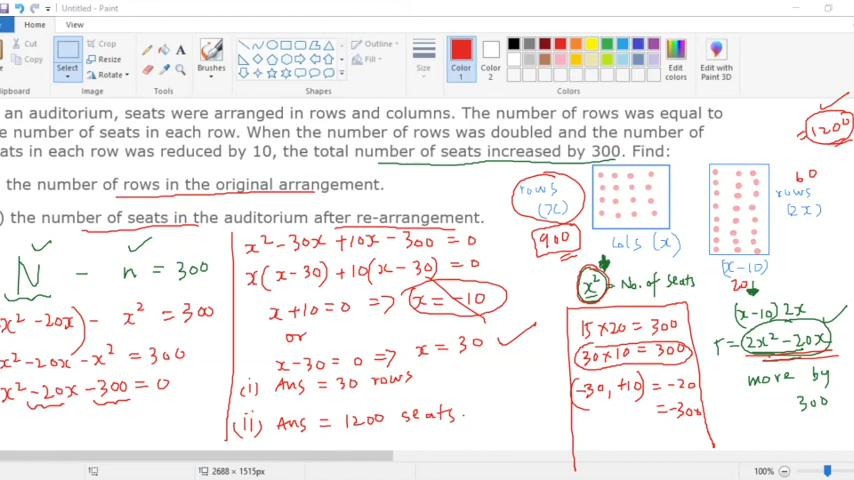 Untitled - Paint
Home
View
Cut
Copy
Select
Crop
Resize
Rotate
Image
Tools
Brushes
Shapes
Outline
Fill
Size
Color 1
Color 2
Colors
Edit colors
Edit with Paint 3D
an auditorium, seats were arranged in rows and columns. The number of rows was equal to
e number of seats in each row. When the number of rows was doubled and the number of
ats in each row was reduced by 10, the total number of seats increased by 300. Find:
the number of rows in the original arrangement.
) the number of seats in the auditorium after re-arrangement.
= 1200
rows
(x)
900
cols (x)
x² → No. of seats
60
rows
(2x)
(x-10)
20
(x-10) 2x
T = 2x² - 20x
more by
300
N - n = 300
x² - 20x) - x² = 300
x² - 20x - x² = 300
x² - 20x - 300 = 0
x² - 30x + 10x - 300 = 0
x(x - 30) + 10(x - 30) = 0
x + 10 = 0 => x = -10
or
x - 30 = 0 => x = 30
(i) Ans = 30 rows
(ii) Ans = 1200 seats.
15 × 20 = 300
30 × 10 = 300
(-30, +10) = -20
= -300
2688 × 1515px
100%